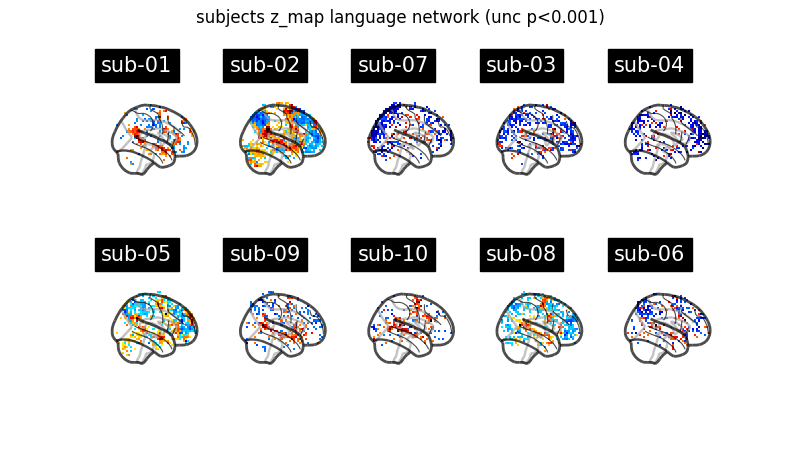 subjects z_map language network (unc p<0.001)
sub-01 sub-02 sub-07 sub-03 sub-04
sub-05 sub-09 sub-10 sub-08 sub-06